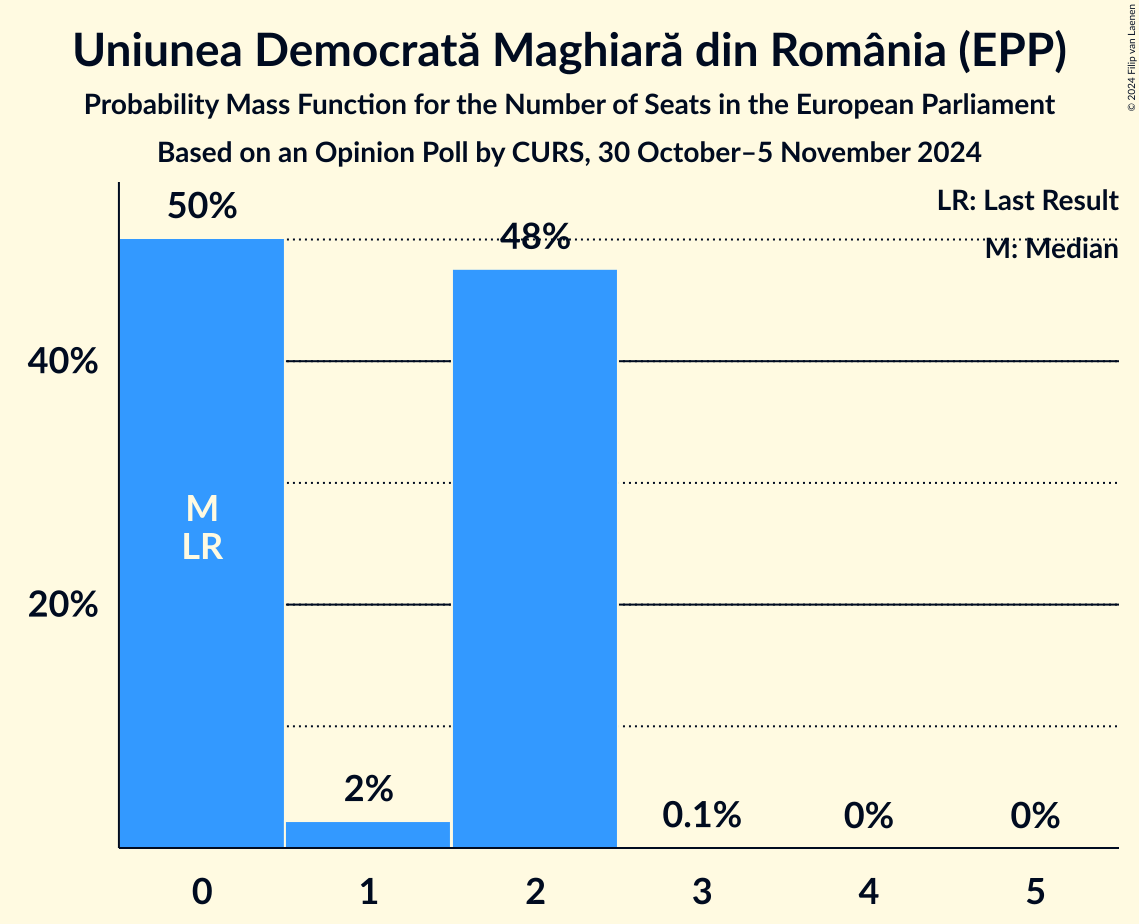 Uniunea Democrată Maghiară din România (EPP)
Probability Mass Function for the Number of Seats in the European Parliament
Based on an Opinion Poll by CURS, 30 October–5 November 2024
© 2024 Filip van Laenen
LR: Last Result
M: Median
50%
48%
40%
M
LR
20%
2%
0.1%
0%
0%
0
1
2
3
4
5